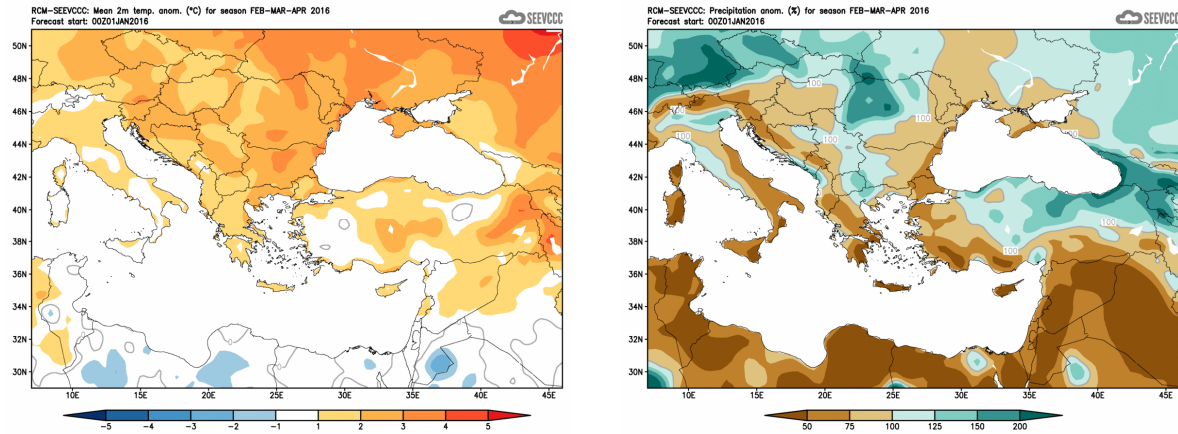 RCM-SEEVCCC: Mean 2m temp. anom. (°C) for season FEB-MAR-APR 2016
Forecast start: 00Z01JAN2016
SEEVCCC
50N
48N
46N
44N
42N
40N
38N
36N
34N
32N
30N
0
0
10E 15E 20E 25E 30E 35E 40E 45E
-5 -4 -3 -2 -1 1 2 3 4 5
RCM-SEEVCCC: Precipitation anom. (%) for season FEB-MAR-APR 2016
Forecast start: 00Z01JAN2016
SEEVCCC
50N
48N
46N
44N
42N
40N
38N
36N
34N
32N
30N
100
100
100
100
100
100
100
10E 15E 20E 25E 30E 35E 40E 45E
50 75 100 125 150 200